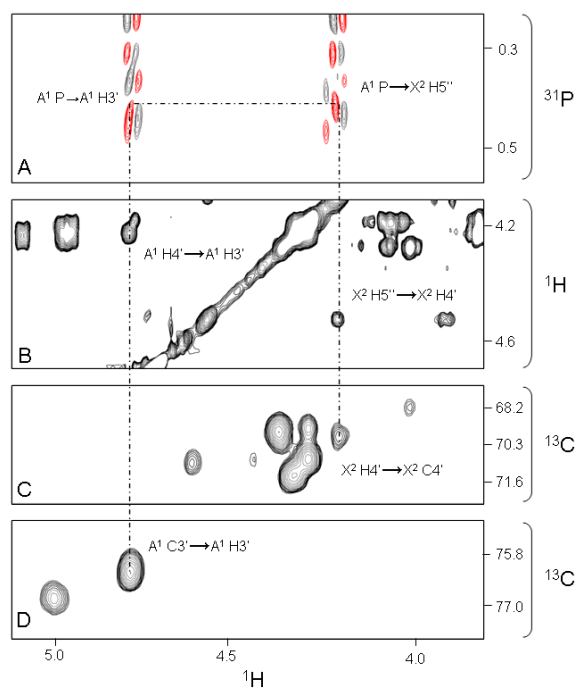 0.3
A¹ P→A¹ H3'
A¹ P→X² H5''
³¹P
0.5
A
4.2
A¹ H4'→A¹ H3'
X² H5''→X² H4'
¹H
4.6
B
68.2
70.3
¹³C
X² H4'→X² C4'
71.6
C
A¹ C3'→A¹ H3'
75.8
¹³C
77.0
D
5.0 4.5 4.0
¹H